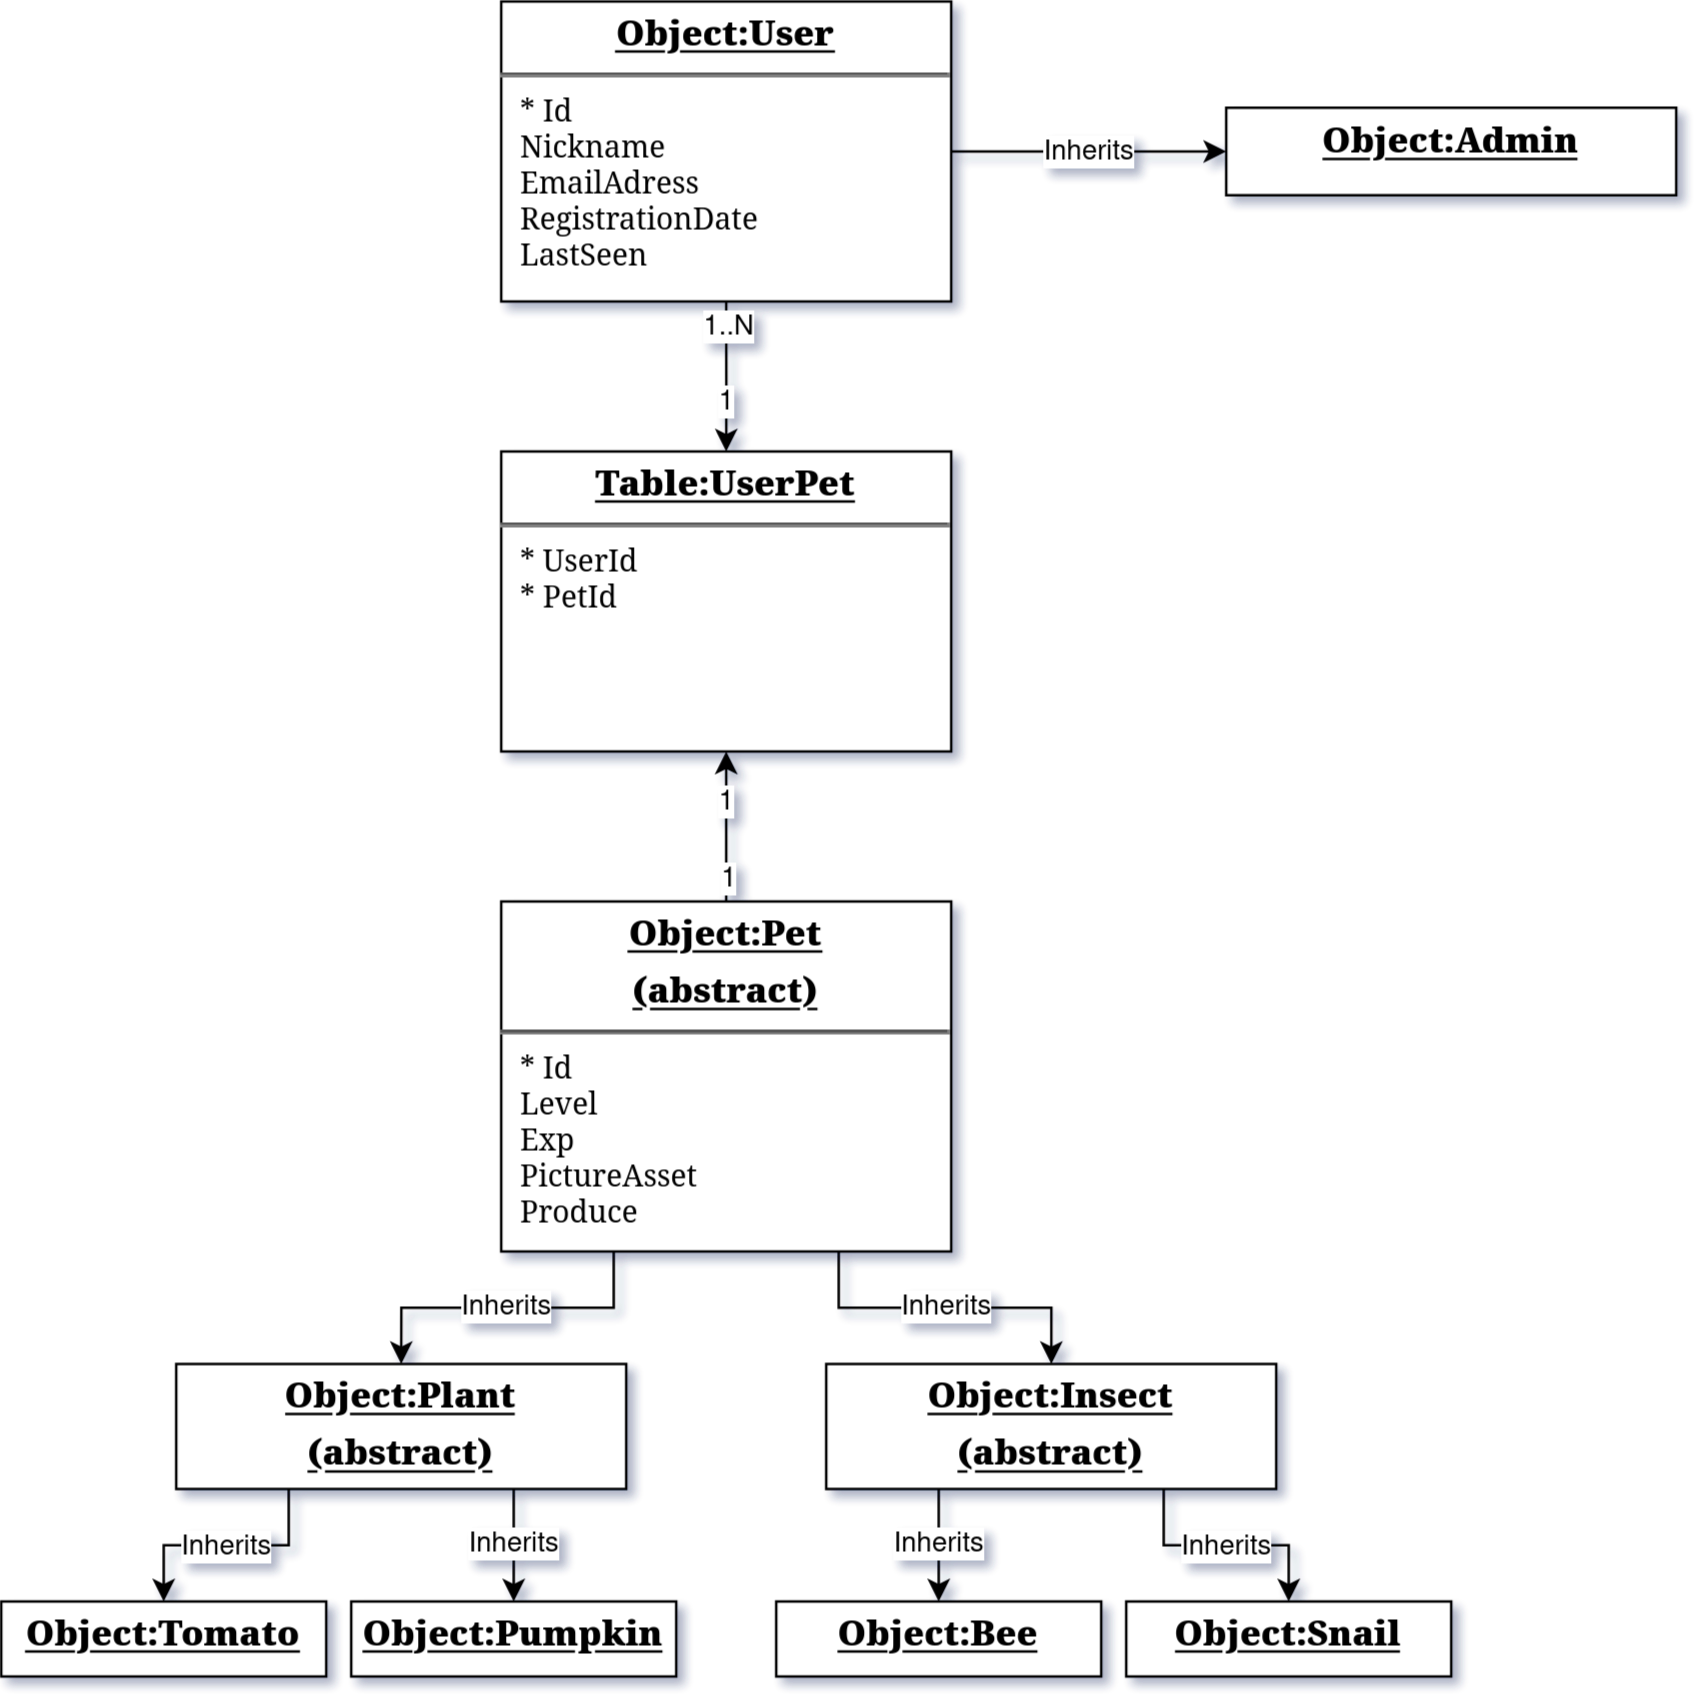 Object:User
* Id
Nickname
EmailAdress
RegistrationDate
LastSeen
Inherits
Object:Admin
1..N
1
Table:UserPet
* UserId
* PetId
1
1
Object:Pet
(abstract)
* Id
Level
Exp
PictureAsset
Produce
Inherits
Inherits
Object:Plant
(abstract)
Object:Insect
(abstract)
Inherits
Inherits
Inherits
Inherits
Object:Tomato
Object:Pumpkin
Object:Bee
Object:Snail